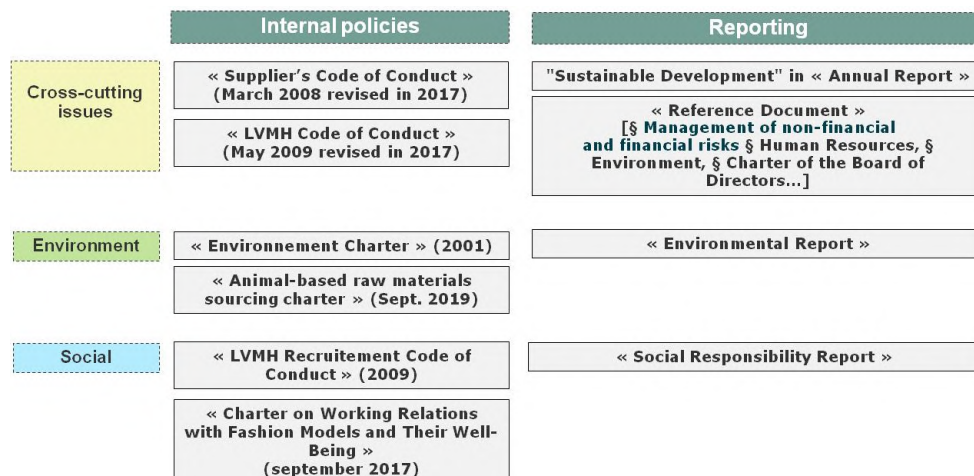 Internal policies
Reporting
Cross-cutting
issues
« Supplier's Code of Conduct »
(March 2008 revised in 2017)
« LVMH Code of Conduct »
(May 2009 revised in 2017)
"Sustainable Development" in « Annual Report »
« Reference Document »
[§ Management of non-financial
and financial risks § Human Resources, §
Environment, § Charter of the Board of
Directors...]
Environment
« Environnement Charter » (2001)
« Animal-based raw materials
sourcing charter » (Sept. 2019)
« Environmental Report »
Social
« LVMH Recruitement Code of
Conduct » (2009)
« Charter on Working Relations
with Fashion Models and Their Well-
Being »
(september 2017)
« Social Responsibility Report »